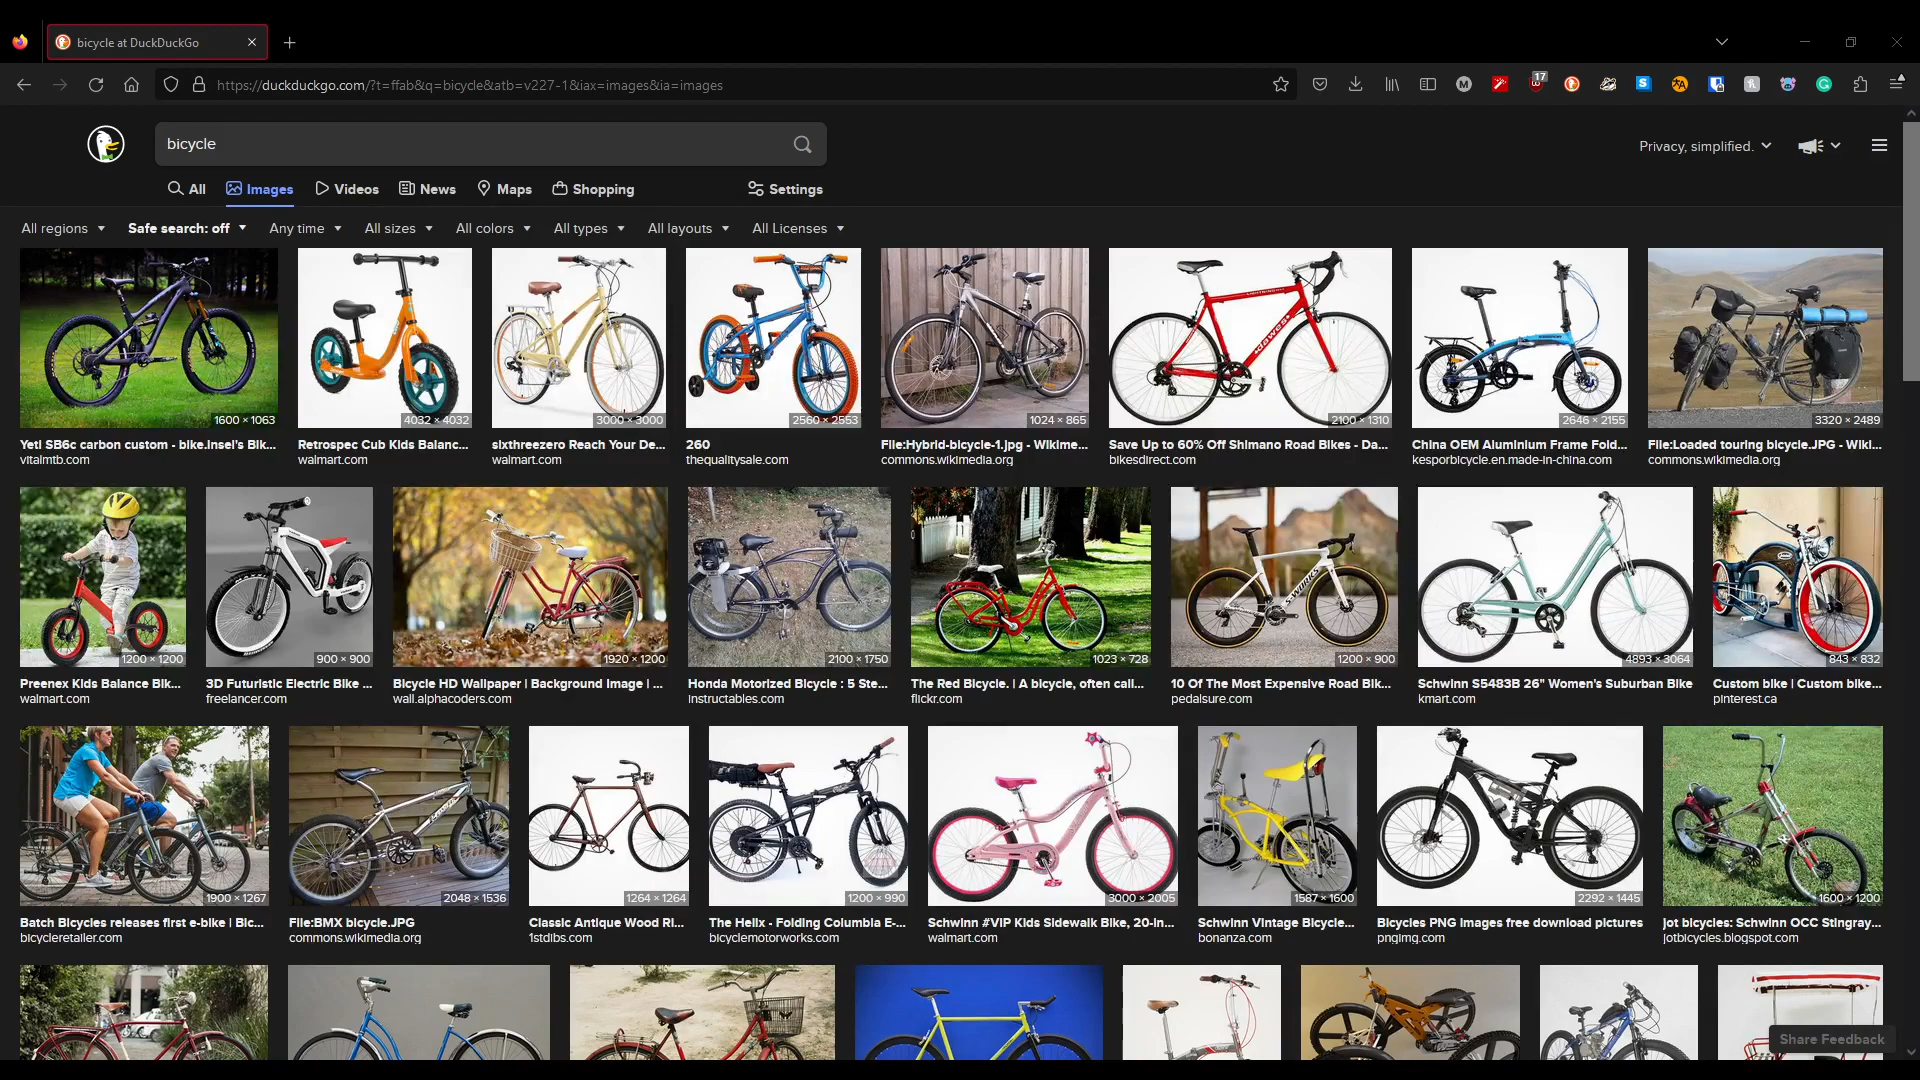 bicycle at DuckDuckGo
https://duckduckgo.com/?t=ffab&q=bicycle&atb=v227-1&iax=images&ia=images
17
bicycle
Privacy, simplified.
All
Images
Videos
News
Maps
Shopping
Settings
All regions
Safe search: off
Any time
All sizes
All colors
All types
All layouts
All Licenses
1600 × 1063
4032 × 4032
3000 × 3000
2560 × 2553
1024 × 865
2100 × 1310
2646 × 2155
3320 × 2489
Yeti SB6c carbon custom - bike.Insel's Bik...
Retrospec Cub Kids Balanc...
sixthreezero Reach Your De...
260
File:Hybrid-bicycle-1.jpg - Wikime...
Save Up to 60% Off Shimano Road Bikes - Da...
China OEM Aluminium Frame Fold...
File:Loaded touring bicycle.JPG - Wiki...
vitalmtb.com
walmart.com
walmart.com
thequalitysale.com
commons.wikimedia.org
bikesdirect.com
kesporbicycle.en.made-in-china.com
commons.wikimedia.org
1200 × 1200
900 × 900
1920 × 1200
2100 × 1750
1023 × 728
1200 × 900
4893 × 3064
843 × 832
Preenex Kids Balance Bik...
3D Futuristic Electric Bike ...
Bicycle HD Wallpaper | Background Image | ...
Honda Motorized Bicycle : 5 Ste...
The Red Bicycle. | A bicycle, often call...
10 Of The Most Expensive Road Bik...
Schwinn S5483B 26" Women's Suburban Bike
Custom bike | Custom bike...
walmart.com
freelancer.com
wall.alphacoders.com
instructables.com
flickr.com
pedalsure.com
kmart.com
pinterest.ca
1900 × 1267
2048 × 1536
1264 × 1264
1200 × 990
3000 × 2005
1587 × 1600
2292 × 1445
1600 × 1200
Batch Bicycles releases first e-bike | Bic...
File:BMX bicycle.JPG
Classic Antique Wood Ri...
The Helix - Folding Columbia E-...
Schwinn #VIP Kids Sidewalk Bike, 20-in...
Schwinn Vintage Bicycle...
Bicycles PNG images free download pictures
jot bicycles: Schwinn OCC Stingray...
bicycleretailer.com
commons.wikimedia.org
1stdibs.com
bicyclemotorworks.com
walmart.com
bonanza.com
pngimg.com
jotbicycles.blogspot.com
Share Feedback